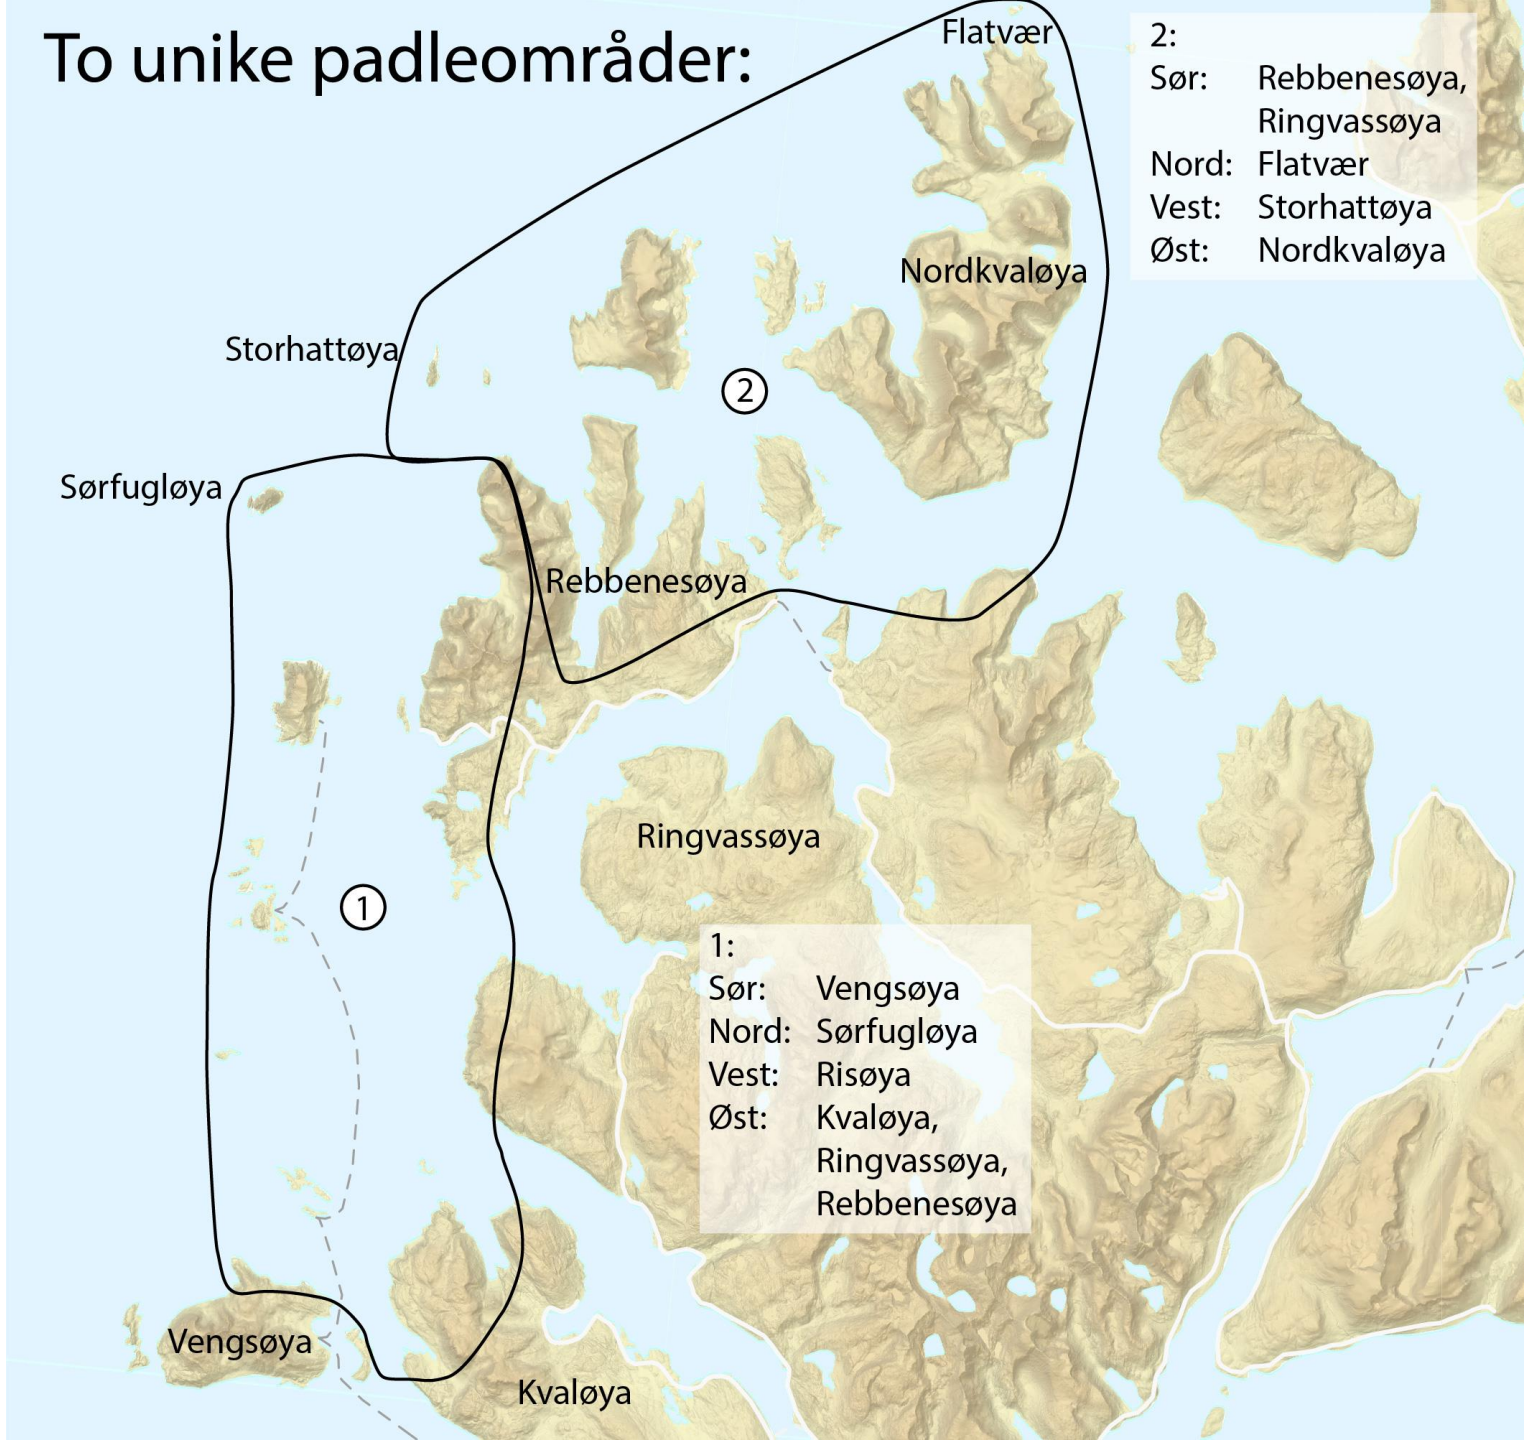 To unike padleområder:
Flatvær
2:
Sør: Rebbenesøya,
Ringvassøya
Nord: Flatvær
Vest: Storhattøya
Øst: Nordkvaløya
Nordkvaløya
Storhattøya
2
Sørfugløya
Rebbenesøya
Ringvassøya
1
1:
Sør: Vengsøya
Nord: Sørfugløya
Vest: Risøya
Øst: Kvaløya,
Ringvassøya,
Rebbenesøya
Vengsøya
Kvaløya